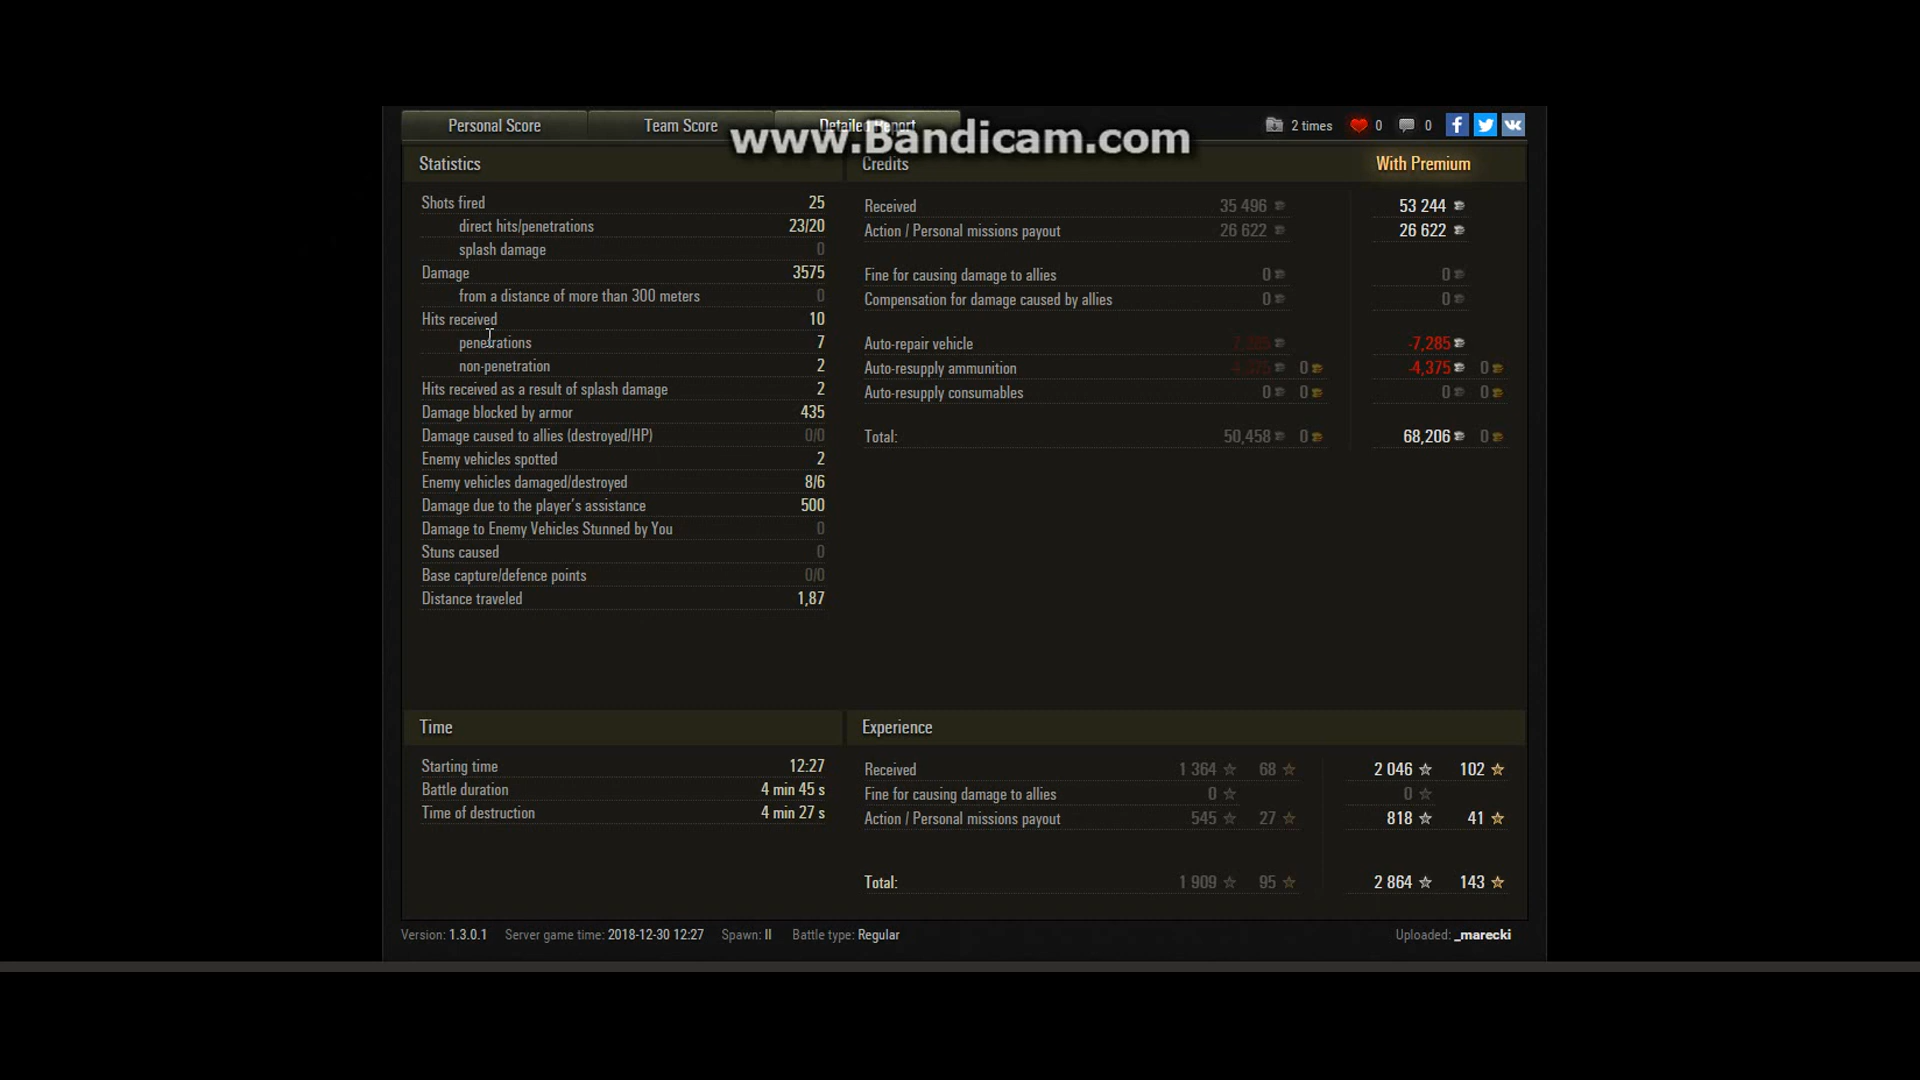 Personal Score Team Score Detailed Report 2 times 0 0
www.Bandicam.com
Statistics
Shots fired 25
direct hits/penetrations 23/20
splash damage 0
Damage 3575
from a distance of more than 300 meters 0
Hits received 10
penetrations 7
non-penetration 2
Hits received as a result of splash damage 2
Damage blocked by armor 435
Damage caused to allies (destroyed/HP) 0/0
Enemy vehicles spotted 2
Enemy vehicles damaged/destroyed 8/6
Damage due to the player's assistance 500
Damage to Enemy Vehicles Stunned by You 0
Stuns caused 0
Base capture/defence points 0/0
Distance traveled 1,87
Credits With Premium
Received 35 496 53 244
Action / Personal missions payout 26 622 26 622
Fine for causing damage to allies 0 0
Compensation for damage caused by allies 0 0
Auto-repair vehicle -7,285 -7,285
Auto-resupply ammunition -4,375 0 -4,375 0
Auto-resupply consumables 0 0 0 0
Total: 50,458 0 68,206 0
Time
Starting time 12:27
Battle duration 4 min 45 s
Time of destruction 4 min 27 s
Experience
Received 1 364 68 2 046 102
Fine for causing damage to allies 0 0
Action / Personal missions payout 545 27 818 41
Total: 1 909 95 2 864 143
Version: 1.3.0.1 Server game time: 2018-12-30 12:27 Spawn: II Battle type: Regular Uploaded: _marecki